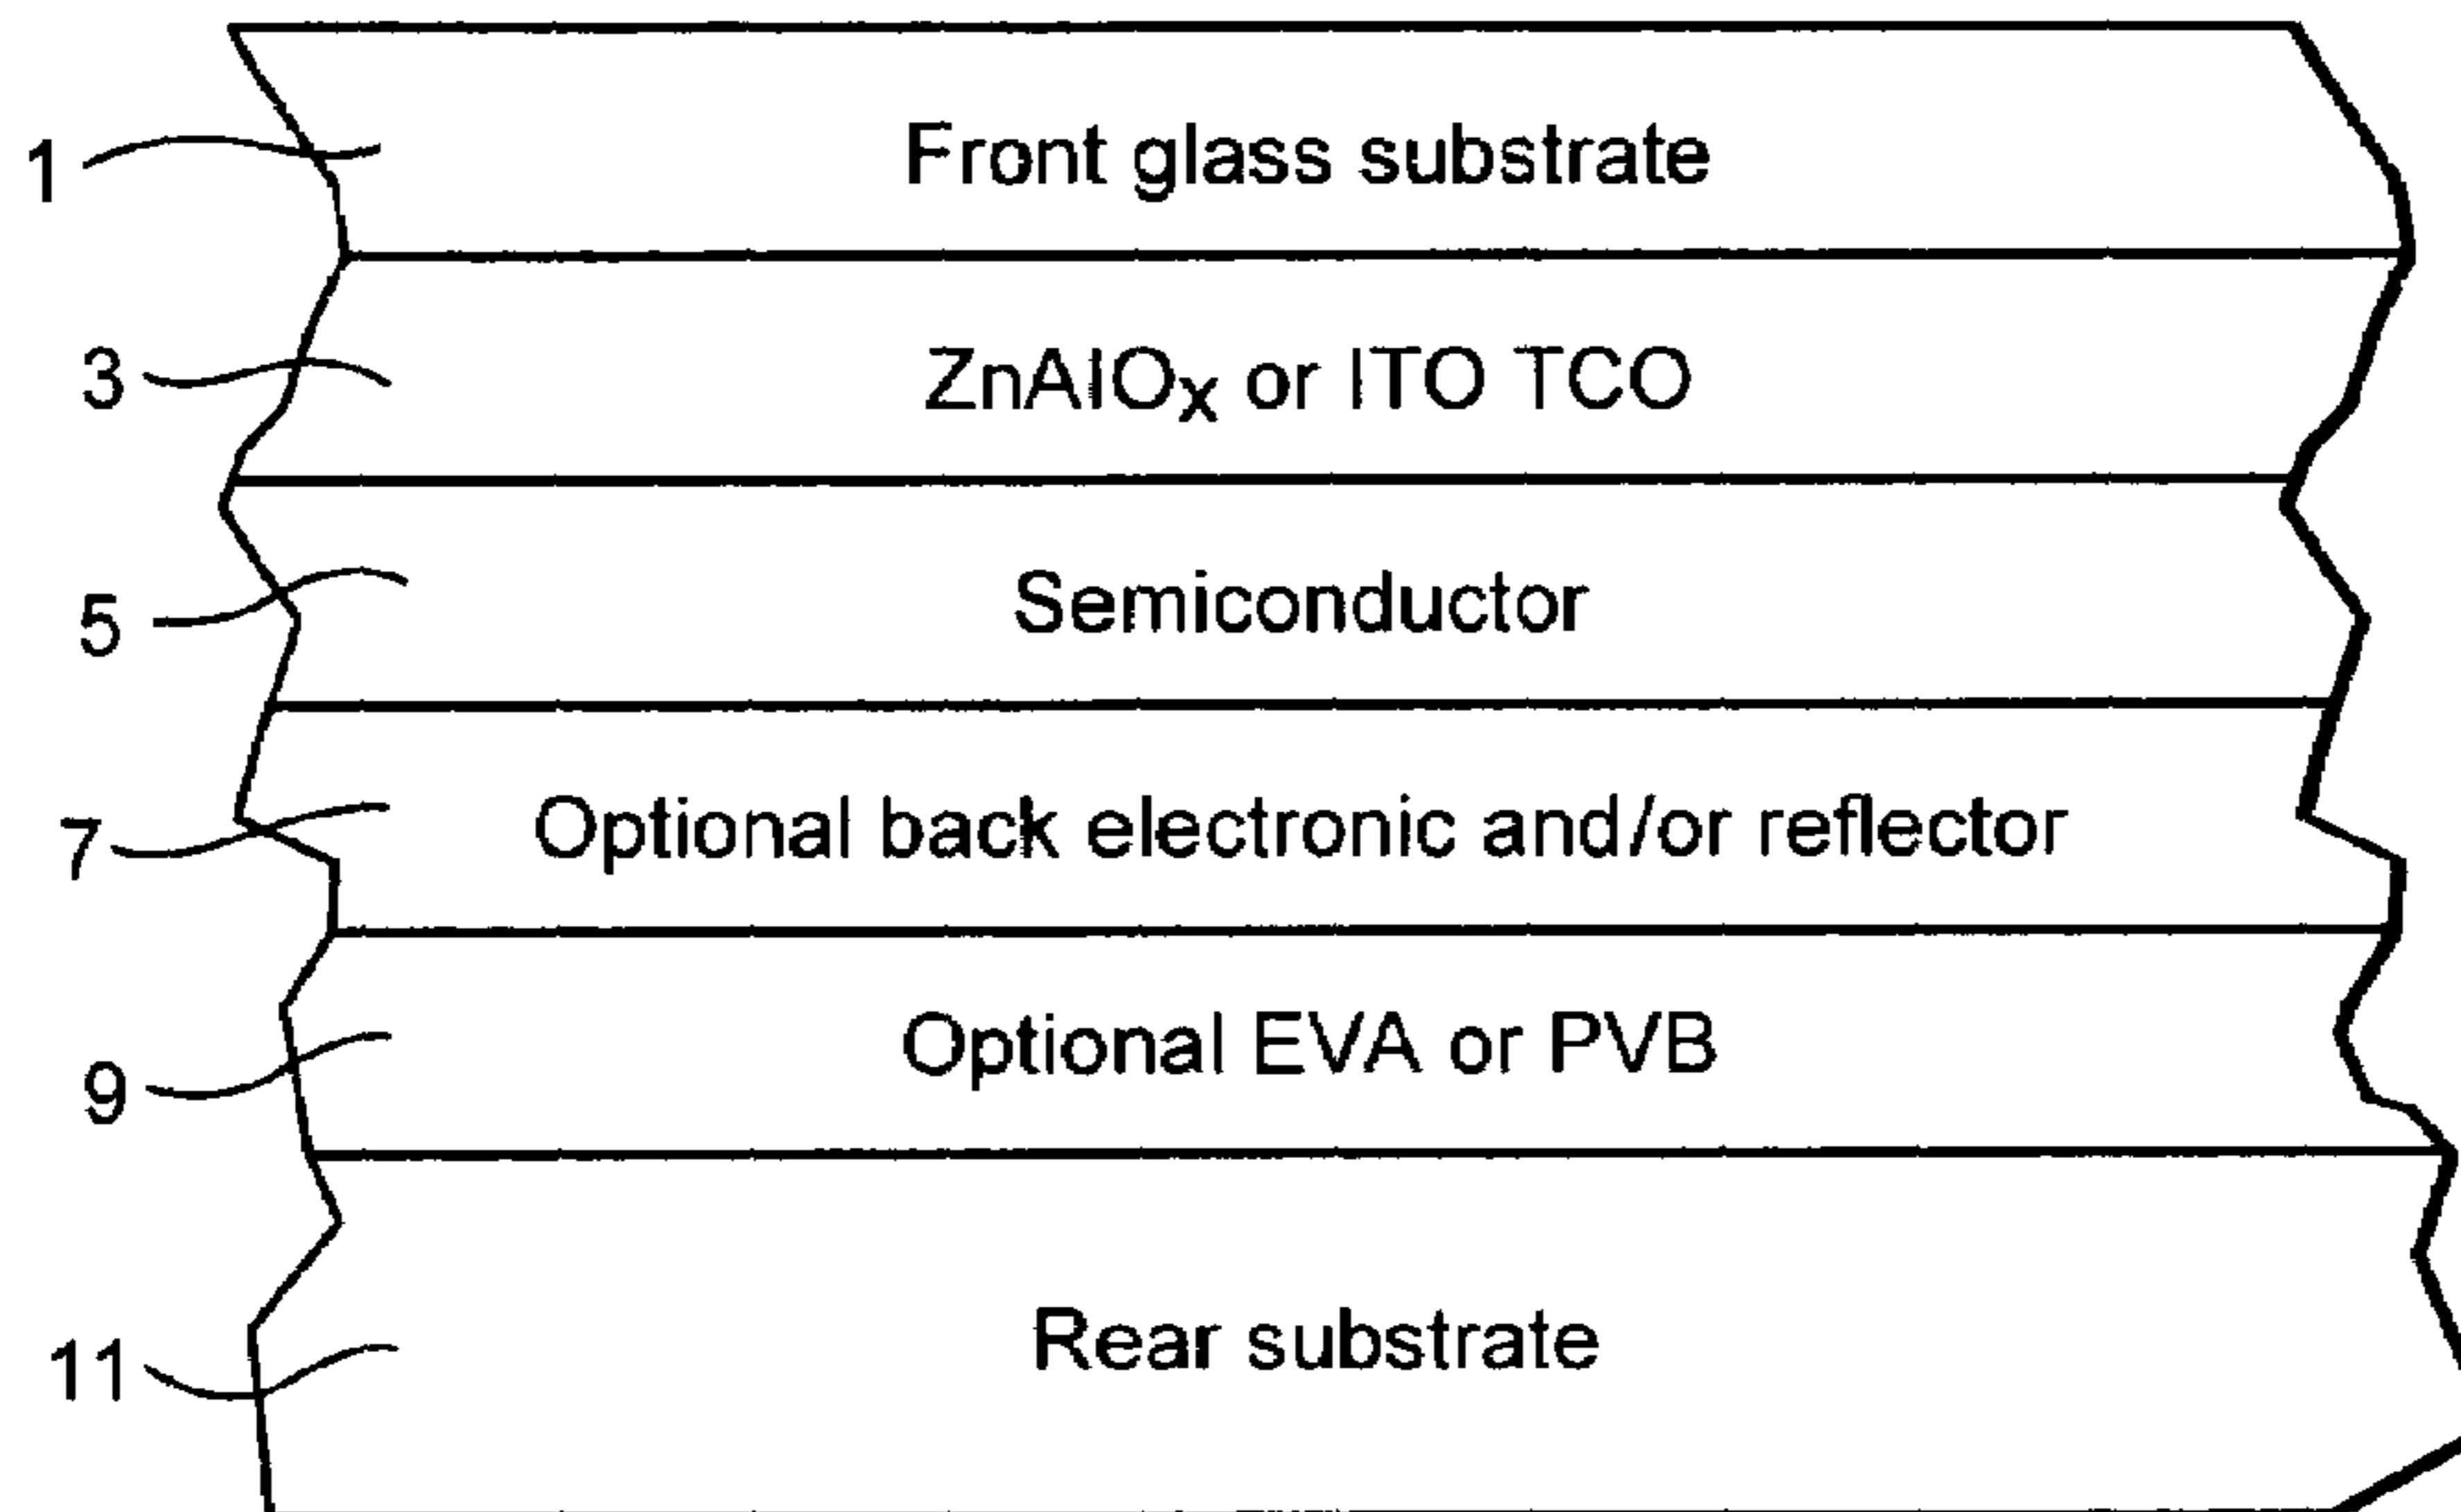 1 Front glass substrate
3 ZnAlOx or ITO TCO
5 Semiconductor
7 Optional back electronic and/or reflector
9 Optional EVA or PVB
11 Rear substrate